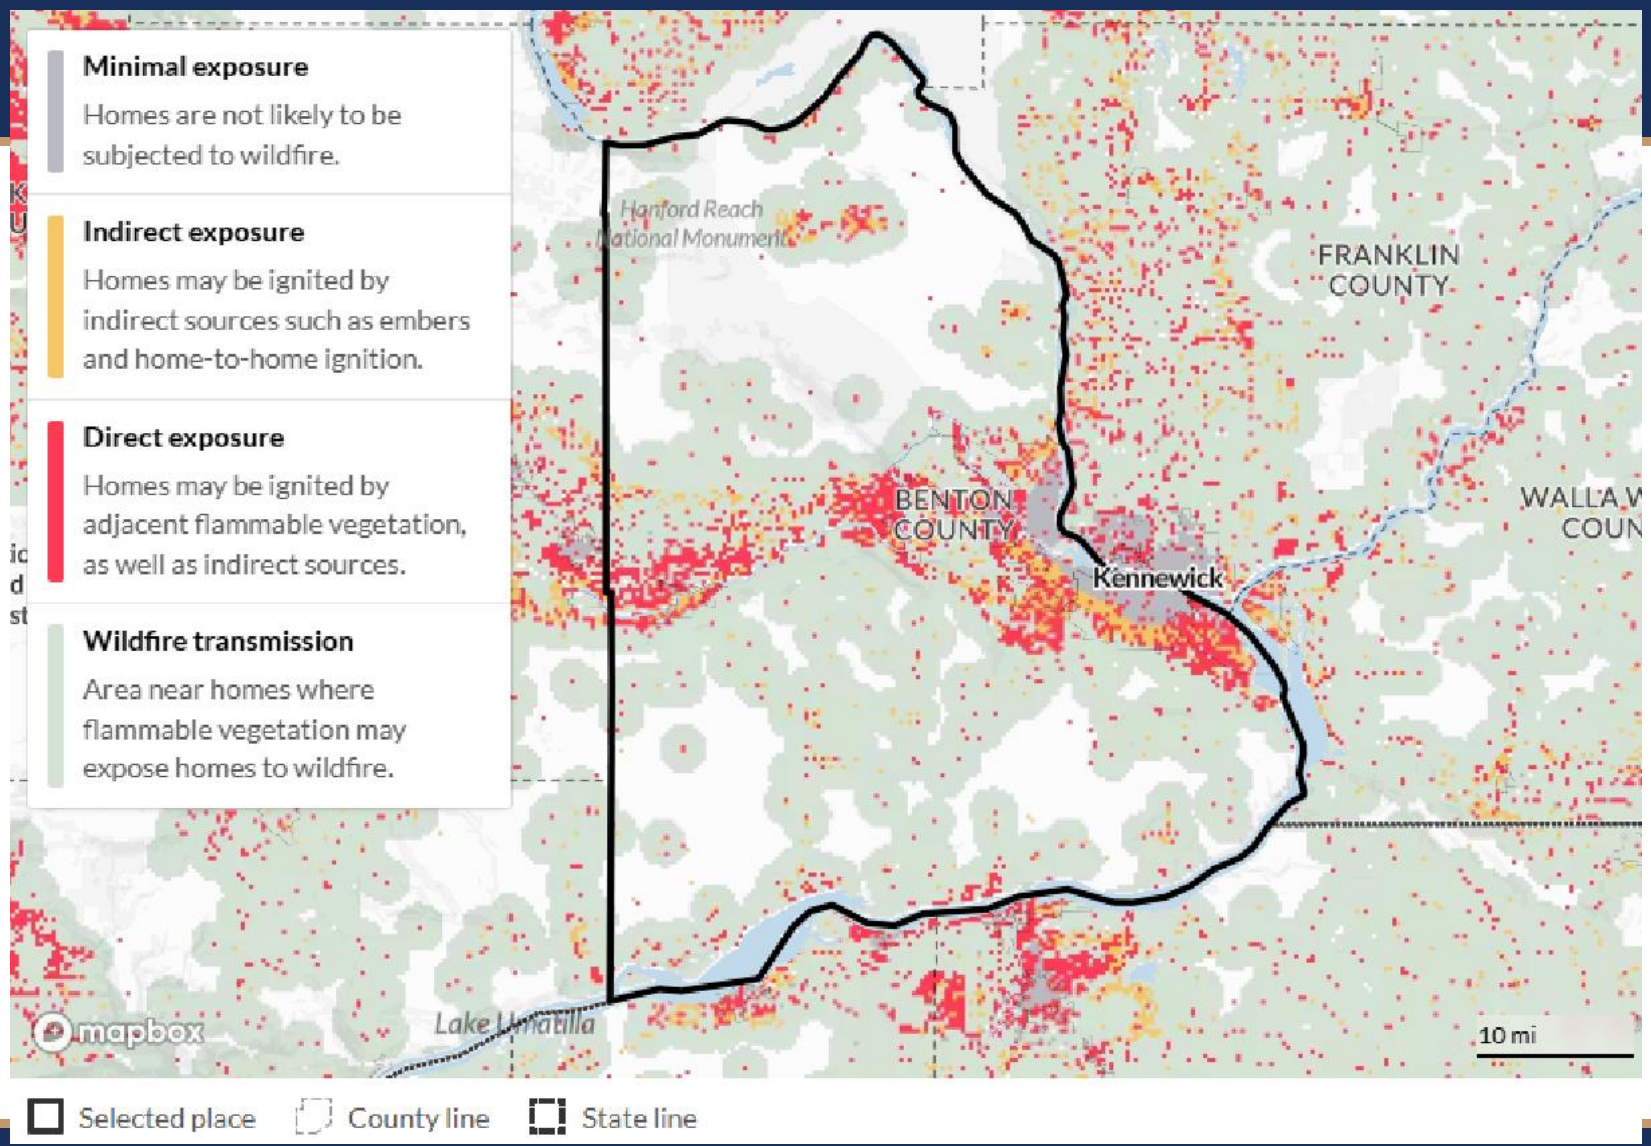 Minimal exposure
Homes are not likely to be
subjected to wildfire.
Indirect exposure
Homes may be ignited by
indirect sources such as embers
and home-to-home ignition.
Direct exposure
Homes may be ignited by
adjacent flammable vegetation,
as well as indirect sources.
Wildfire transmission
Area near homes where
flammable vegetation may
expose homes to wildfire.
Hanford Reach
National Monument
FRANKLIN
COUNTY
BENTON
COUNTY
WALLA W
COUN
Kennewick
Lake Umatilla
mapbox
10 mi
Selected place
County line
State line